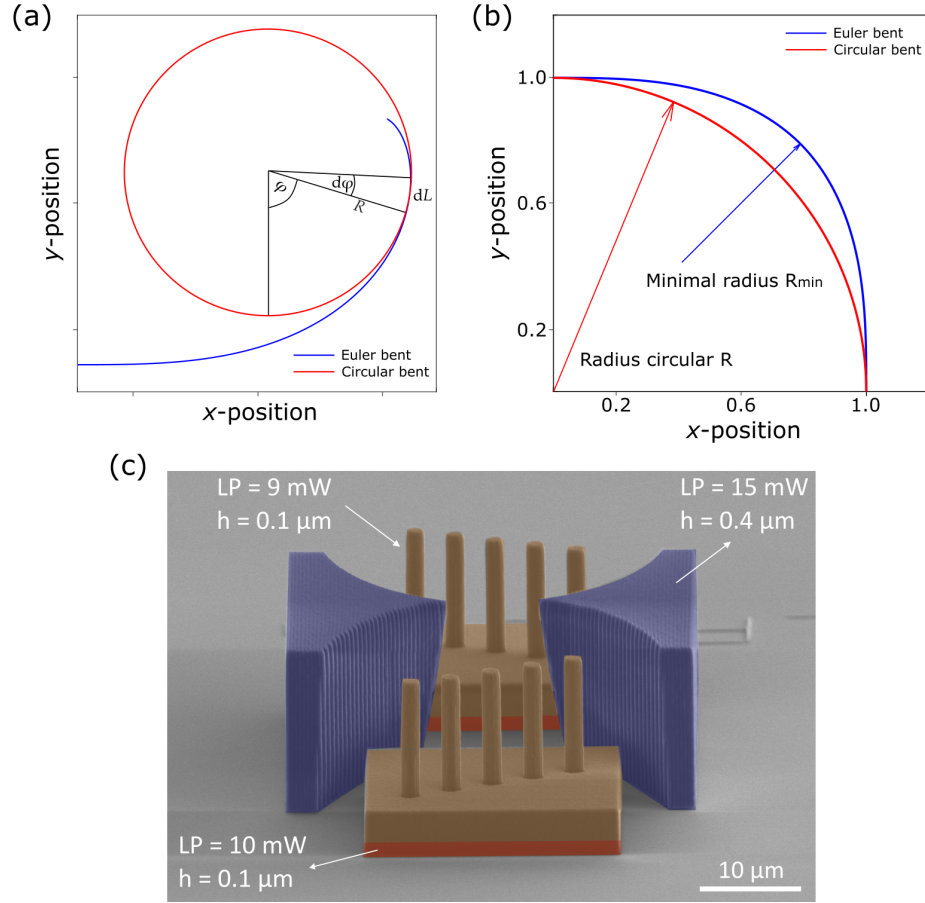 (a)
y-position
φ
dφ
R
dL
Euler bent
Circular bent
x-position
(b)
Euler bent
Circular bent
y-position
1.0
0.6
0.2
Minimal radius Rmin
Radius circular R
0.2
0.6
1.0
x-position
(c)
LP = 9 mW
h = 0.1 μm
LP = 15 mW
h = 0.4 μm
LP = 10 mW
h = 0.1 μm
10 μm